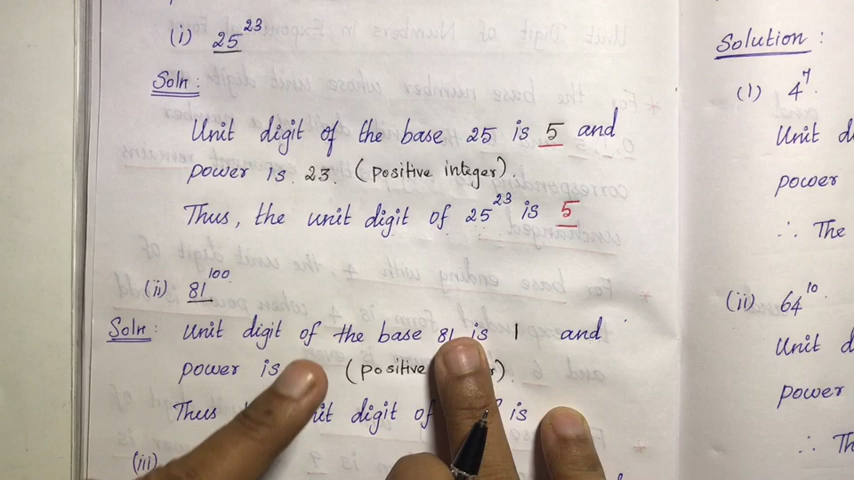 (i) 25^23
Soln:
Unit digit of the base 25 is 5 and
power is 23. (positive integer).
Thus, the unit digit of 25^23 is 5
(ii) 81^100
Soln: Unit digit of the base 81 is 1 and
power is (positive
Thus unit digit of is
(iii)
Solution:
(i) 4^7
Unit
power
∴ The
(ii) 64^10
Unit
power
∴